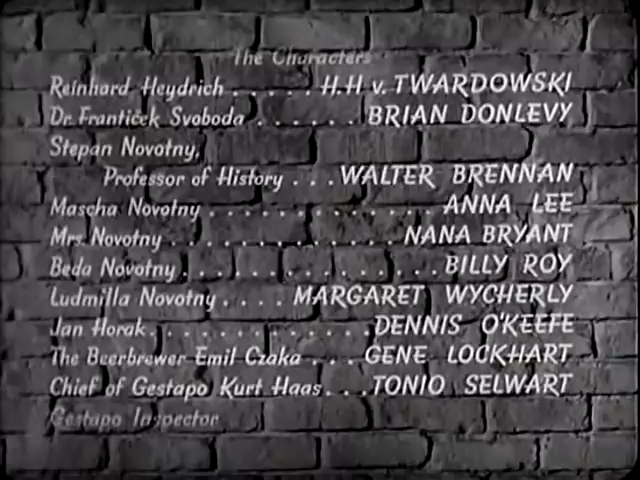 The Characters
Reinhard Heydrich . . . . . H.H v. TWARDOWSKI
Dr. Frantiček Svoboda . . . . . . BRIAN DONLEVY
Stepan Novotny,
Professor of History . . . WALTER BRENNAN
Mascha Novotny . . . . . . . . . . . . . ANNA LEE
Mrs. Novotny . . . . . . . . . . . . NANA BRYANT
Beda Novotny . . . . . . . . . . . . . . BILLY ROY
Ludmilla Novotny . . . . MARGARET WYCHERLY
Jan Horak . . . . . . . . . . . . DENNIS O'KEEFE
The Beerbrewer Emil Czaka . . . GENE LOCKHART
Chief of Gestapo Kurt Haas . . . TONIO SELWART
Gestapo Inspector